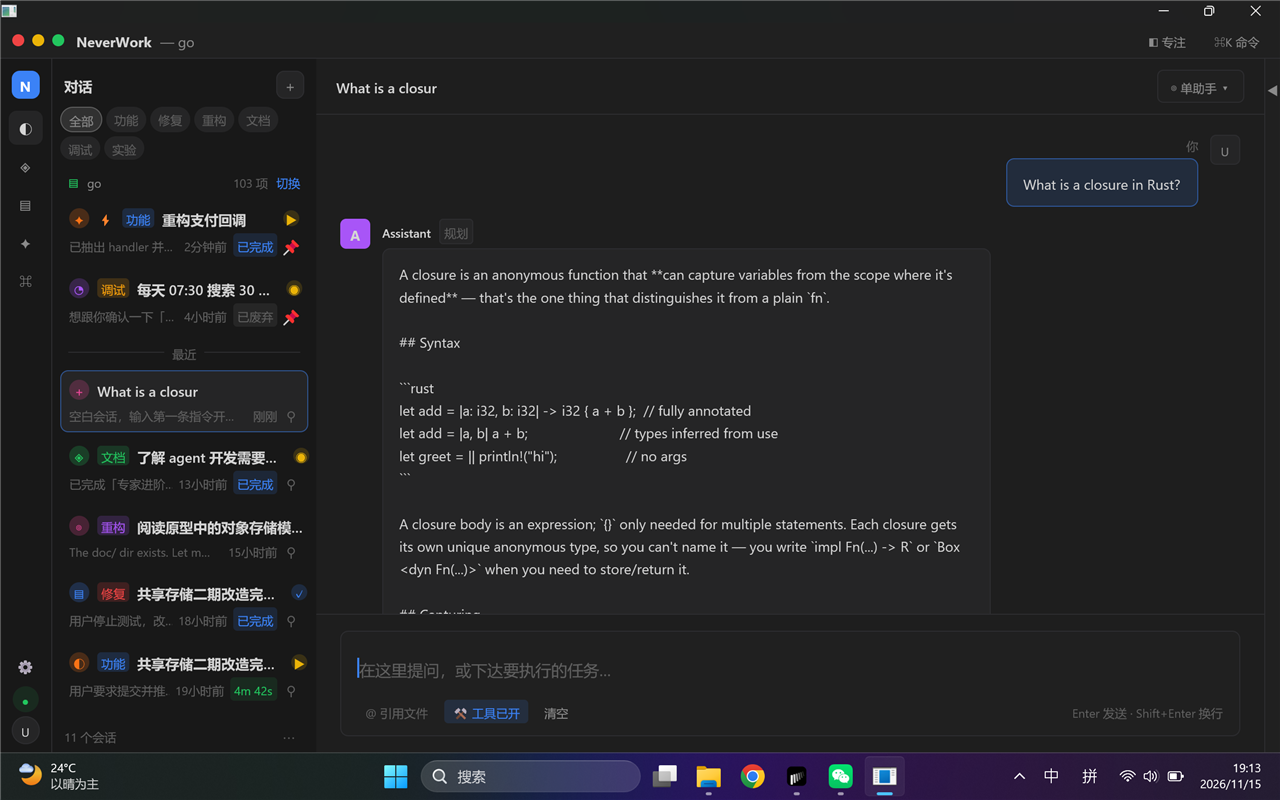 NeverWork — go
专注
⌘K 命令
N
对话
+
全部 功能 修复 重构 文档
调试 实验
go 103 项 切换
功能 重构支付回调
已抽出 handler 并... 2分钟前 已完成
调试 每天 07:30 搜索 30 ...
想跟你确认一下「... 4小时前 已废弃
最近
What is a closur
空白会话，输入第一条指令开... 刚刚
文档 了解 agent 开发需要...
已完成「专家进阶.. 13小时前 已完成
重构 阅读原型中的对象存储模...
The doc/ dir exists. Let m... 15小时前
修复 共享存储二期改造完...
用户停止测试，改.. 18小时前 已完成
功能 共享存储二期改造完...
用户要求提交并推. 19小时前 4m 42s
11 个会话 ...
U
What is a closur
单助手
你
U
What is a closure in Rust?
A
Assistant 规划
A closure is an anonymous function that **can capture variables from the scope where it's
defined** — that's the one thing that distinguishes it from a plain `fn`.
## Syntax
```rust
let add = |a: i32, b: i32| -> i32 { a + b }; // fully annotated
let add = |a, b| a + b; // types inferred from use
let greet = || println!("hi"); // no args
```
A closure body is an expression; `{}` only needed for multiple statements. Each closure gets
its own unique anonymous type, so you can't name it — you write `impl Fn(...) -> R` or `Box
<dyn Fn(...)>` when you need to store/return it.
## Capturing
在这里提问，或下达要执行的任务...
@ 引用文件 工具已开 清空
Enter 发送 · Shift+Enter 换行
24°C
以晴为主
搜索
中 拼
19:13
2026/11/15